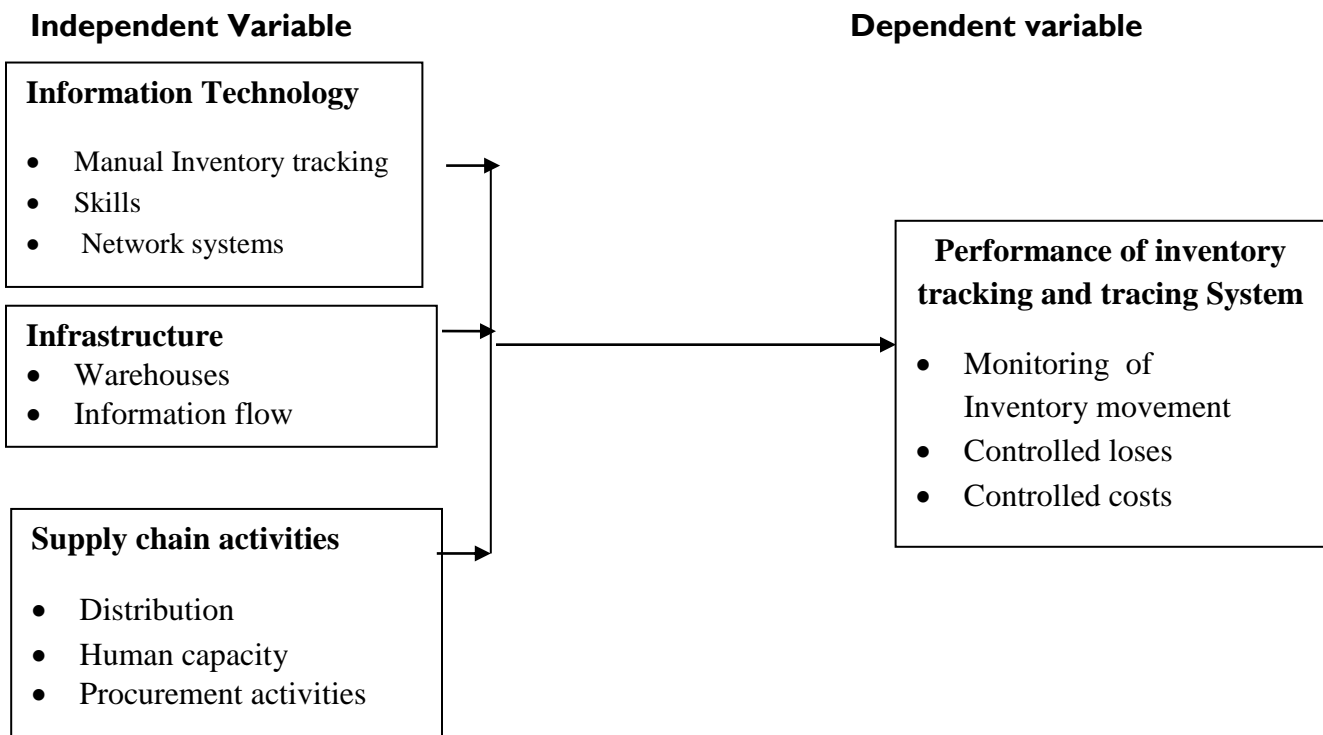 Independent Variable
Dependent variable
Information Technology
• Manual Inventory tracking
• Skills
• Network systems
Infrastructure
• Warehouses
• Information flow
Supply chain activities
• Distribution
• Human capacity
• Procurement activities
Performance of inventory
tracking and tracing System
• Monitoring of
Inventory movement
• Controlled loses
• Controlled costs